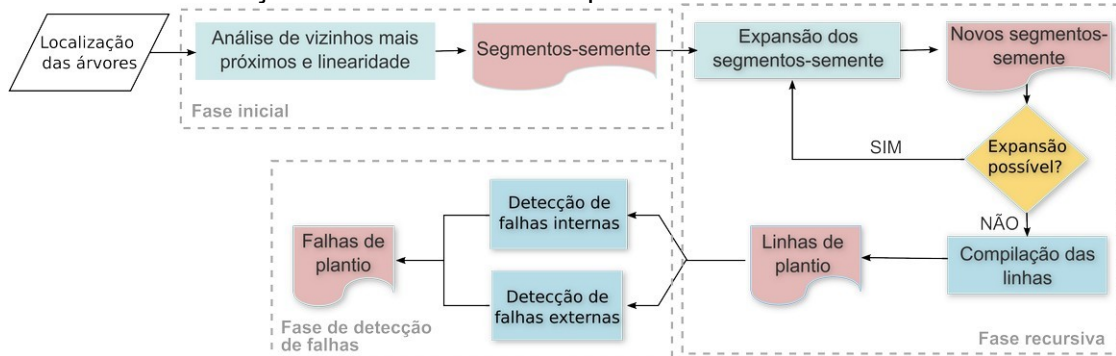 Localização
das árvores
Análise de vizinhos mais
próximos e linearidade
Segmentos-semente
Fase inicial
Expansão dos
segmentos-semente
Novos segmentos-
semente
Expansão
possível?
SIM
NÃO
Compilação das
linhas
Linhas de
plantio
Fase recursiva
Detecção de
falhas internas
Detecção de
falhas externas
Falhas de
plantio
Fase de detecção
de falhas